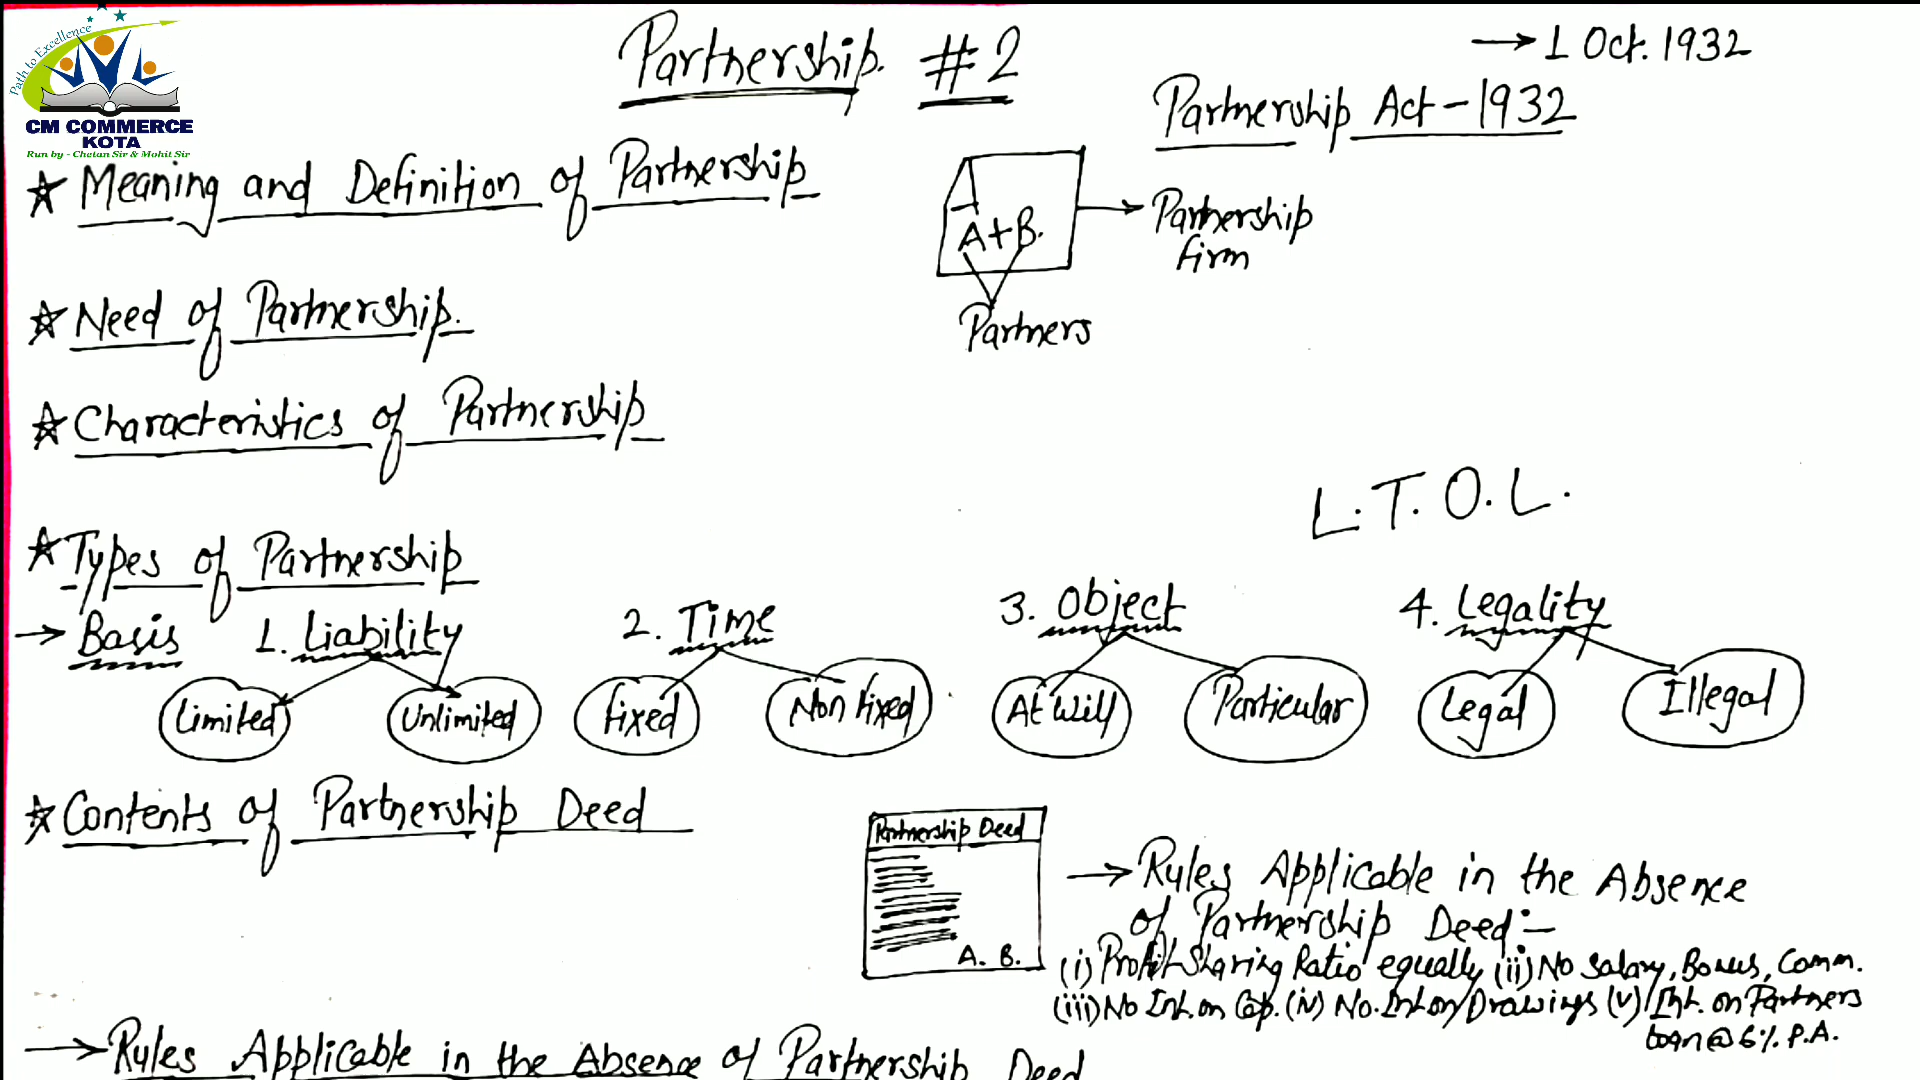 Path to Excellence
CM COMMERCE
KOTA
Run by - Chetan Sir & Mohit Sir
Partnership. #2
→ 1 Oct. 1932
Partnership Act - 1932
☆ Meaning and Definition of Partnership
A+B.
→ Partnership
firm
Partners
☆ Need of Partnership.
☆ Characteristics of Partnership
L.T.O.L.
☆ Types of Partnership
→ Basis 1. Liability 2. Time 3. Object 4. Legality
Limited Unlimited fixed Non fixed At Will Particular Legal Illegal
☆ Contents of Partnership Deed
Partnership Deed
A. B.
→ Rules Applicable in the Absence
of Partnership Deed:-
(i) Profit Sharing Ratio equally (ii) No Salary, Bonus, Comm.
(iii) No Int. on Cap. (iv) No. Int on Drawings (v) Int. on Partners
Loan @ 6% P.A.
→ Rules Applicable in the Absence of Partnership Deed